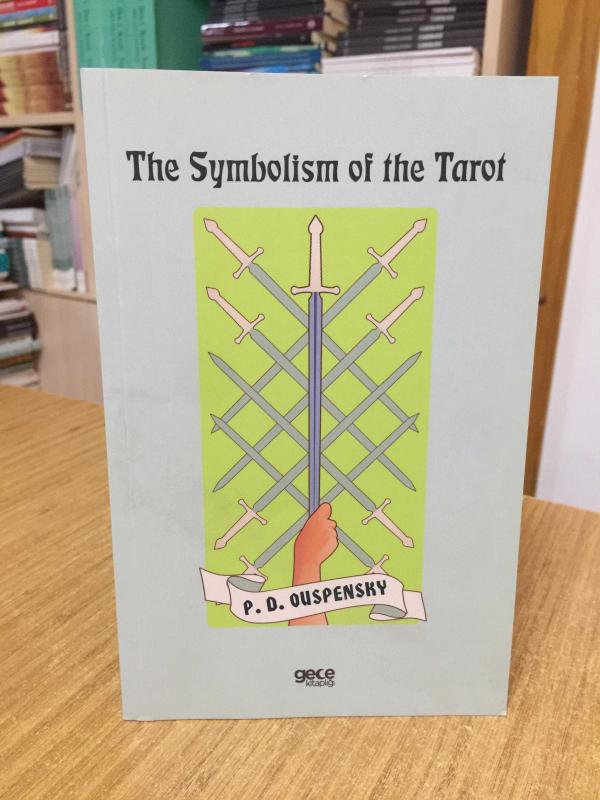 The Symbolism of the Tarot
P. D. OUSPENSKY
gece
kitaplığı